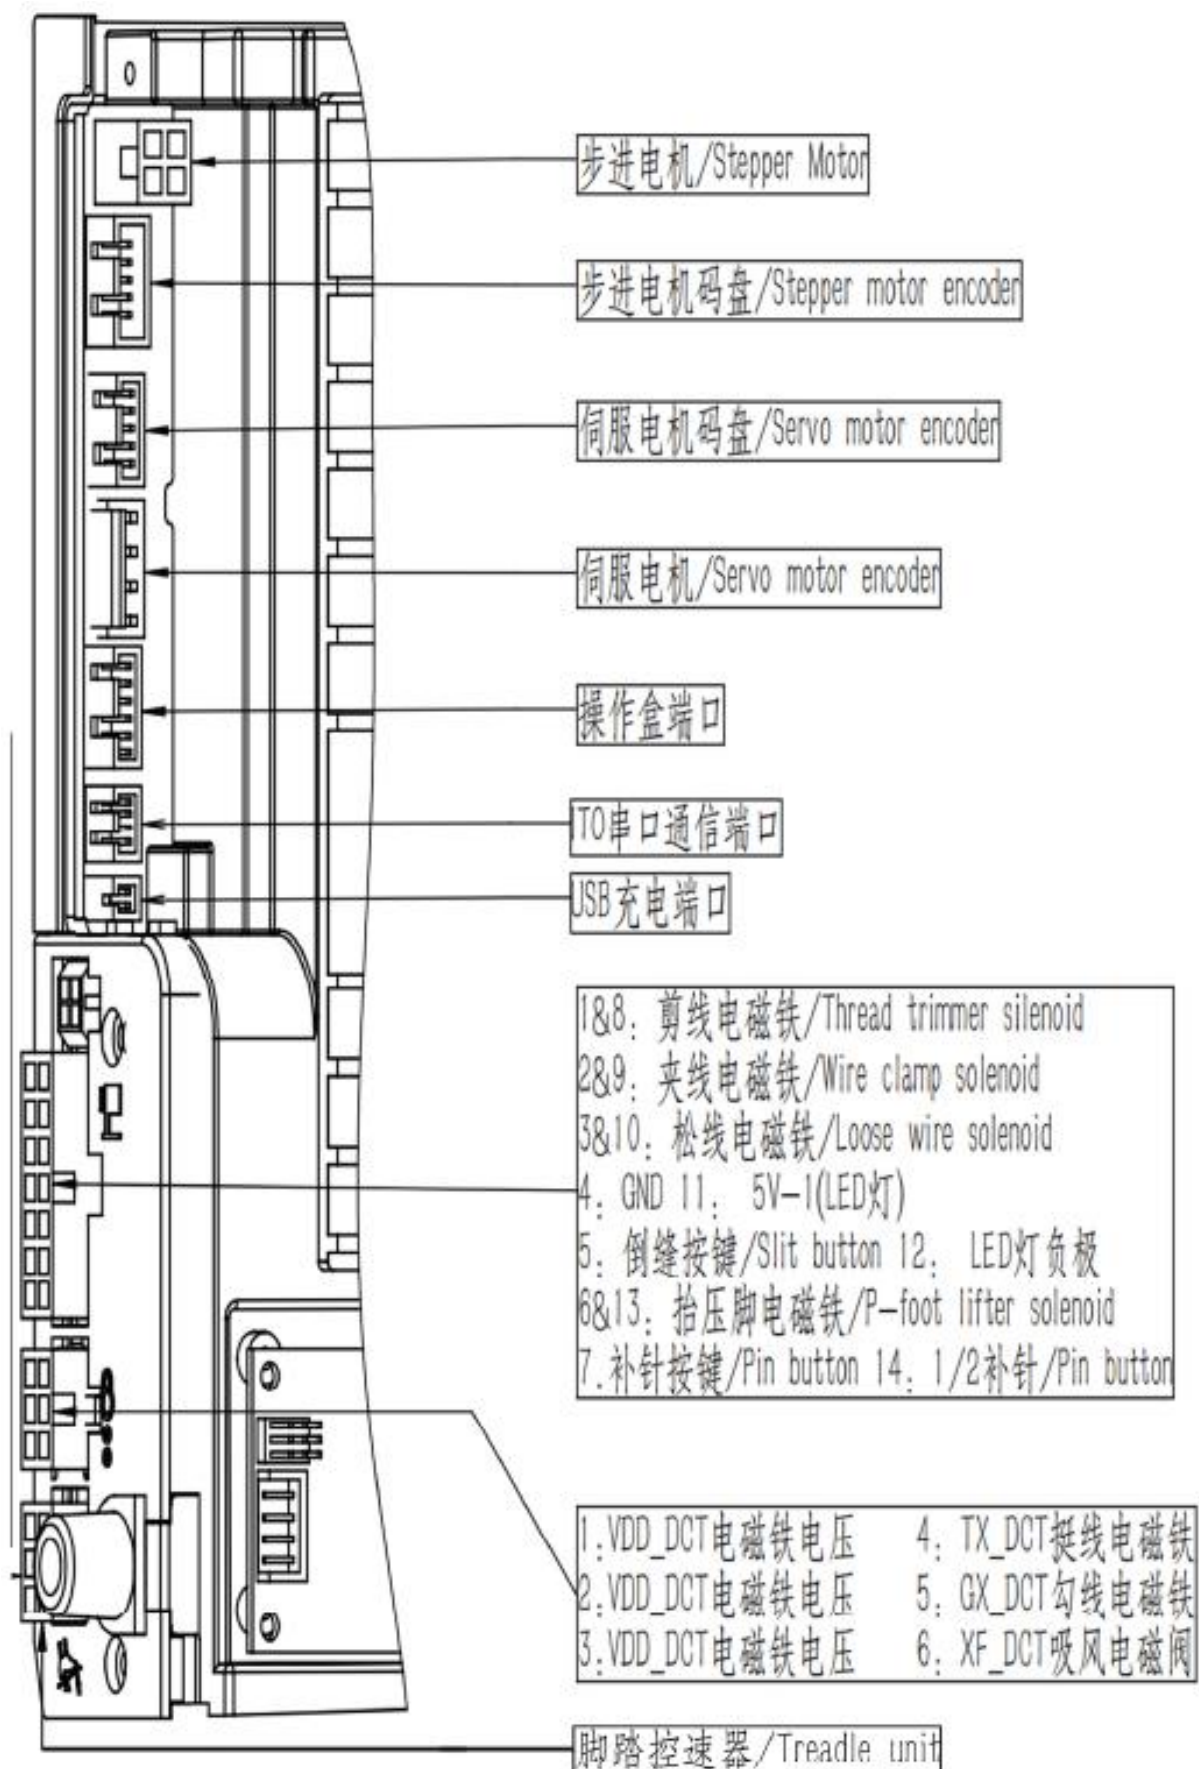 步进电机/Stepper Motor
步进电机码盘/Stepper motor encoder
伺服电机码盘/Servo motor encoder
伺服电机/Servo motor encoder
操作盒端口
ITO串口通信端口
USB充电端口
1&8: 剪线电磁铁/Thread trimmer silenoid
2&9: 夹线电磁铁/Wire clamp solenoid
3&10: 松线电磁铁/Loose wire solenoid
4: GND 11: 5V-1(LED灯)
5: 倒缝按键/Slit button 12: LED灯负极
6&13: 抬压脚电磁铁/P-foot lifter solenoid
7.补针按键/Pin button 14: 1/2补针/Pin button
1:VDD_DCT电磁铁电压 4: TX_DCT挺线电磁铁
2:VDD_DCT电磁铁电压 5: GX_DCT勾线电磁铁
3:VDD_DCT电磁铁电压 6: XF_DCT吸风电磁阀
脚踏控速器/Treadle unit